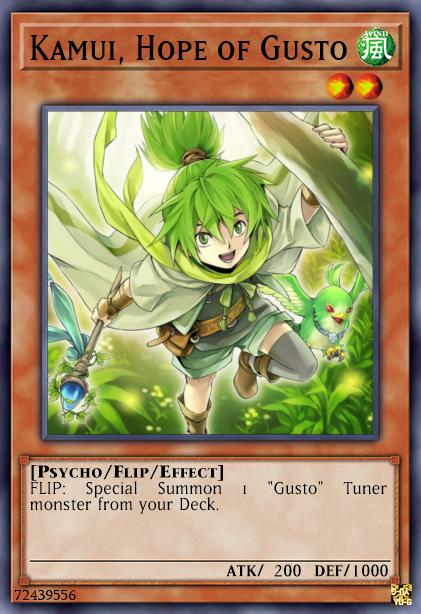 Kamui, Hope of Gusto
WIND
風
[Psycho/Flip/Effect]
FLIP: Special Summon 1 "Gusto" Tuner
monster from your Deck.
ATK/ 200 DEF/1000
72439556